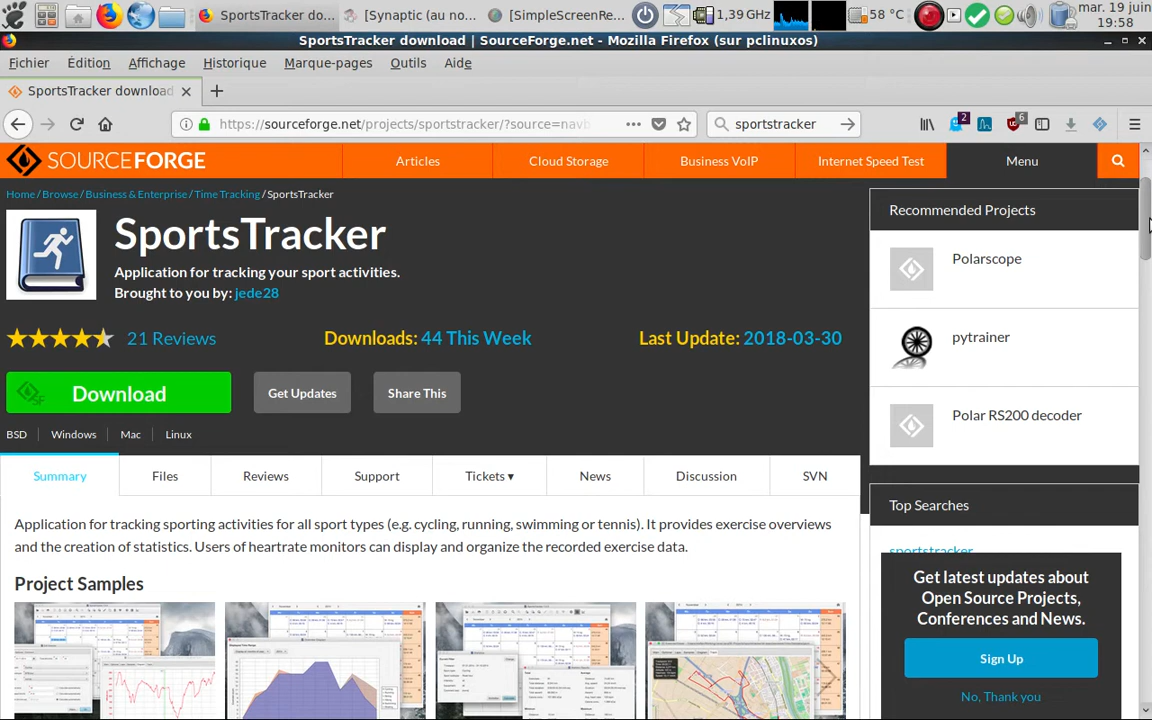 SportsTracker do...
[Synaptic (au no...
[SimpleScreenRe...
1,39 GHz
58 °C
mar. 19 juin
19:58
SportsTracker download | SourceForge.net - Mozilla Firefox (sur pclinuxos)
Fichier Édition Affichage Historique Marque-pages Outils Aide
SportsTracker download
https://sourceforge.net/projects/sportstracker/?source=navb
sportstracker
2
6
SOURCEFORGE
Articles Cloud Storage Business VoIP Internet Speed Test Menu
Home / Browse / Business & Enterprise / Time Tracking / SportsTracker
SportsTracker
Application for tracking your sport activities.
Brought to you by: jede28
21 Reviews
Downloads: 44 This Week
Last Update: 2018-03-30
Download
Get Updates
Share This
BSD Windows Mac Linux
Summary Files Reviews Support Tickets ▾ News Discussion SVN
Application for tracking sporting activities for all sport types (e.g. cycling, running, swimming or tennis). It provides exercise overviews
and the creation of statistics. Users of heartrate monitors can display and organize the recorded exercise data.
Project Samples
Recommended Projects
Polarscope
pytrainer
Polar RS200 decoder
Top Searches
sportstracker
Get latest updates about
Open Source Projects,
Conferences and News.
Sign Up
No, Thank you